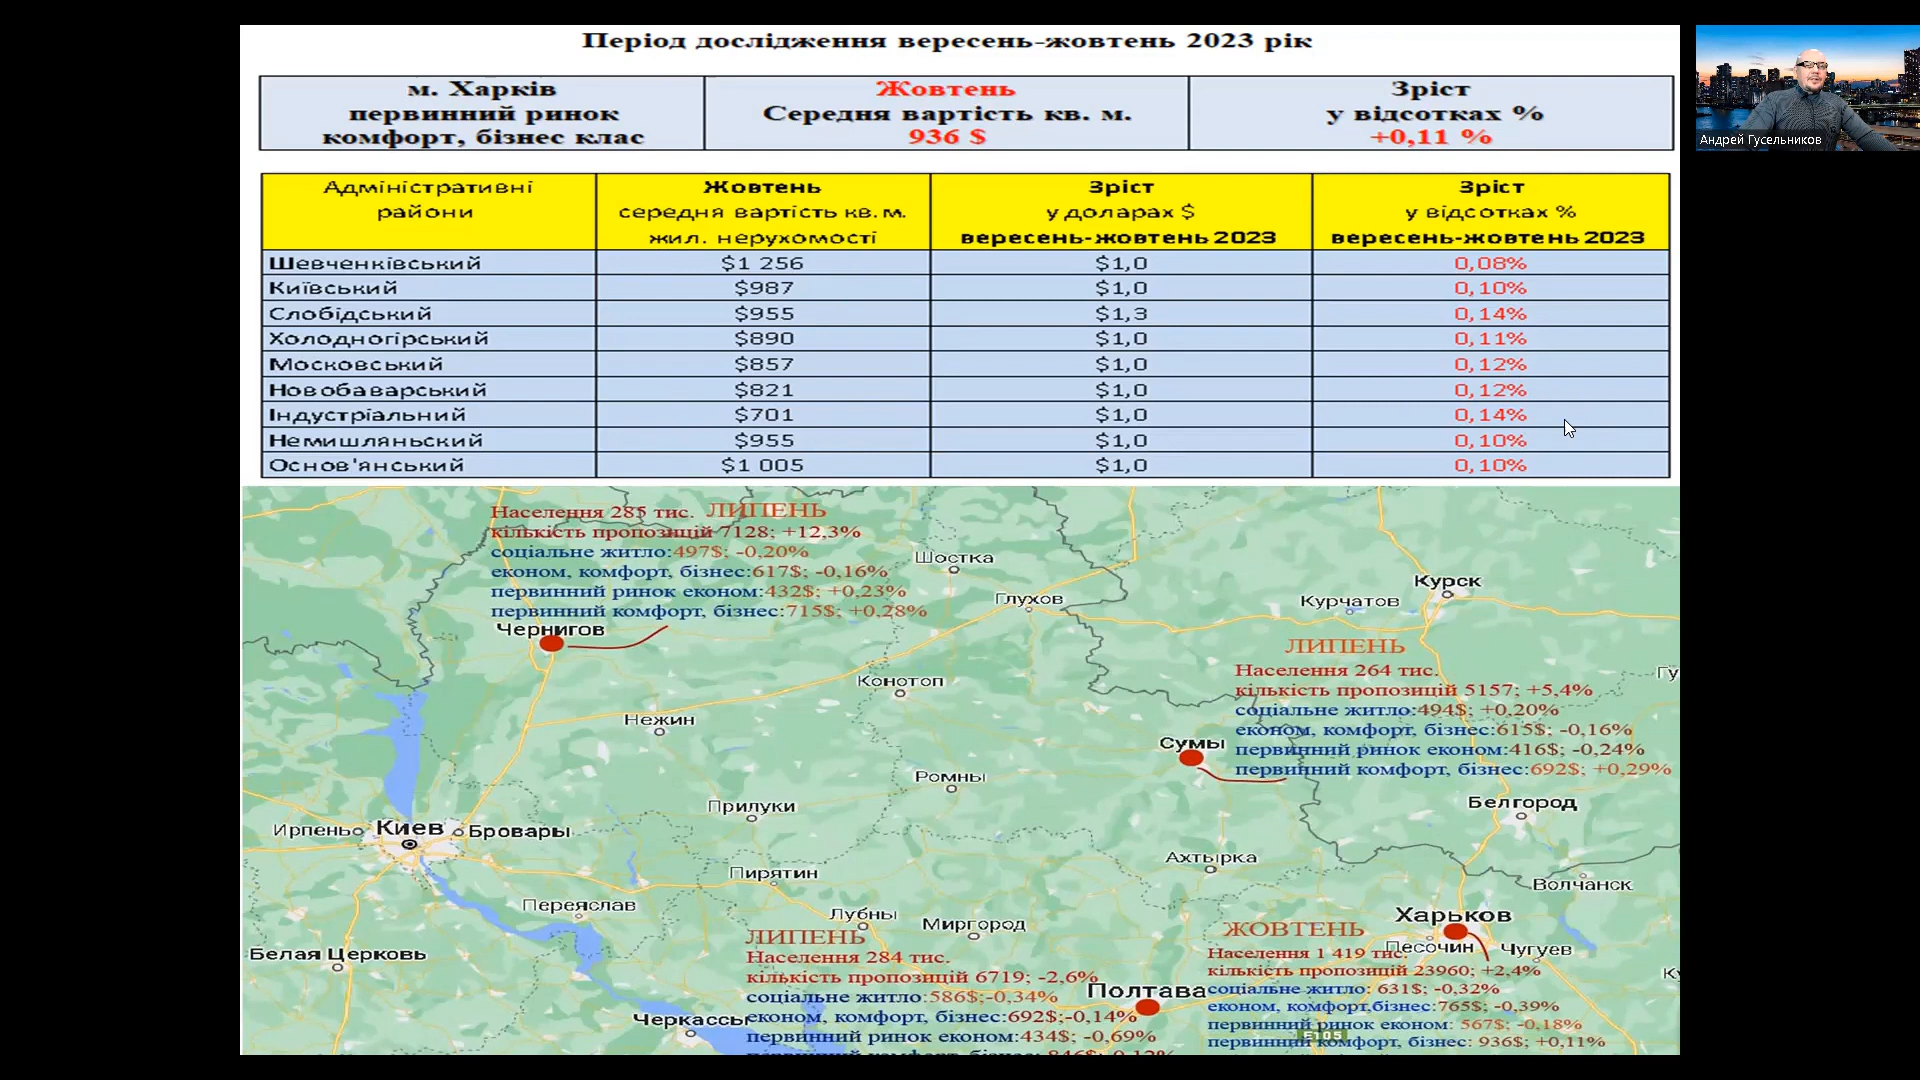 Період дослідження вересень-жовтень 2023 рік
м. Харків
первинний ринок
комфорт, бізнес клас
Жовтень
Середня вартість кв. м.
936 $
Зріст
у відсотках %
+0,11 %
Андрей Гусельников
Адміністративні
райони
Жовтень
середня вартість кв. м.
жил. нерухомості
Зріст
у доларах $
вересень-жовтень 2023
Зріст
у відсотках %
вересень-жовтень 2023
Шевченківський $1 256 $1,0 0,08%
Київський $987 $1,0 0,10%
Слобідський $955 $1,3 0,14%
Холодногірський $890 $1,0 0,11%
Московський $857 $1,0 0,12%
Новобаварський $821 $1,0 0,12%
Індустріальний $701 $1,0 0,14%
Немишляньский $955 $1,0 0,10%
Основ'янський $1 005 $1,0 0,10%
Населення 285 тис. ЛИПЕНЬ
кількість пропозицій 7128; +12,3%
соціальне житло:497$; -0,20%
економ, комфорт, бізнес:617$; -0,16%
первинний ринок економ:432$; +0,23%
первинний комфорт, бізнес:715$; +0,28%
Чернигов
Шостка
Глухов
Курчатов
Курск
ЛИПЕНЬ
Населення 264 тис.
кількість пропозицій 5157; +5,4%
соціальне житло:494$; +0,20%
економ, комфорт, бізнес:615$; -0,16%
первинний ринок економ:416$; -0,24%
первинний комфорт, бізнес:692$; +0,29%
Конотоп
Нежин
Сумы
Ромны
Прилуки
Белгород
Ирпень
Киев
Бровары
Ахтырка
Пирятин
Волчанск
Переяслав
Лубны
Миргород
Харьков
Песочин
Чугуев
Белая Церковь
ЛИПЕНЬ
Населення 284 тис.
кількість пропозицій 6719; -2,6%
соціальне житло:586$;-0,34%
економ, комфорт, бізнес:692$;-0,14%
первинний ринок економ:434$; -0,69%
Полтава
Черкассы
ЖОВТЕНЬ
Населення 1 419 тис.
кількість пропозицій 23960; +2,4%
соціальне житло: 631$; -0,32%
економ, комфорт,бізнес:765$; -0,39%
первинний ринок економ: 567$; -0,18%
первинний комфорт, бізнес: 936$; +0,11%